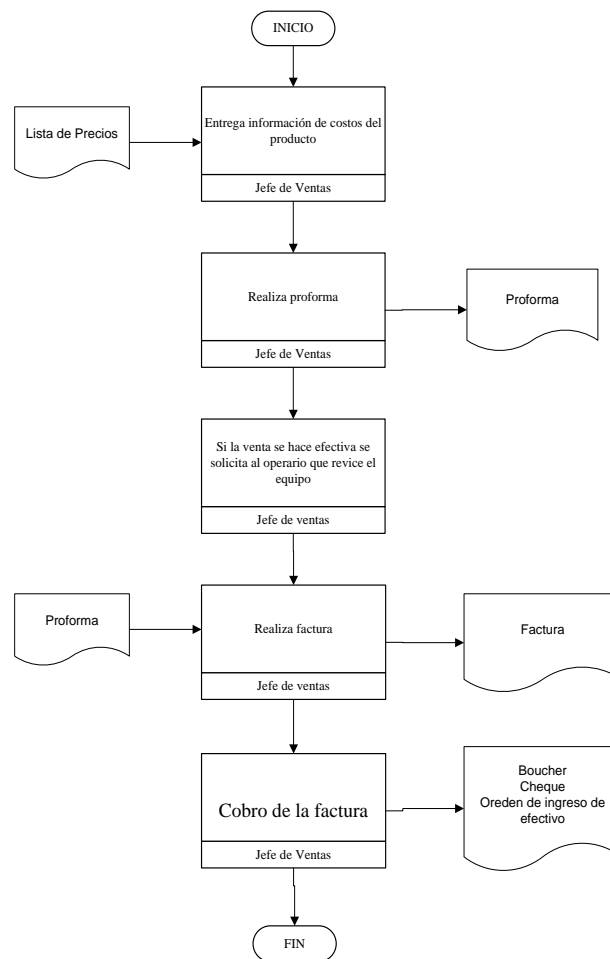 INICIO
Lista de Precios
Entrega información de costos del
producto
Jefe de Ventas
Realiza proforma
Jefe de Ventas
Proforma
Si la venta se hace efectiva se
solicita al operario que revice el
equipo
Jefe de ventas
Proforma
Realiza factura
Jefe de ventas
Factura
Cobro de la factura
Jefe de Ventas
Boucher
Cheque
Oreden de ingreso de
efectivo
FIN